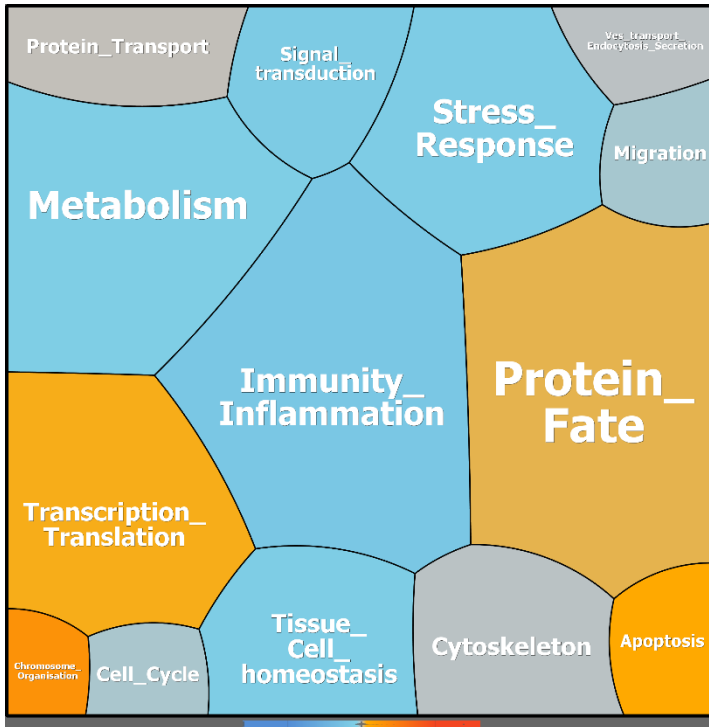 Protein_Transport
Signal_
transduction
Stress_
Response
Ves_transport_
Endocytosis_Secretion
Migration
Metabolism
Immunity_
Inflammation
Protein_
Fate
Transcription_
Translation
Tissue_
Cell_
homeostasis
Cytoskeleton
Apoptosis
Chromosome_
Organisation
Cell_Cycle